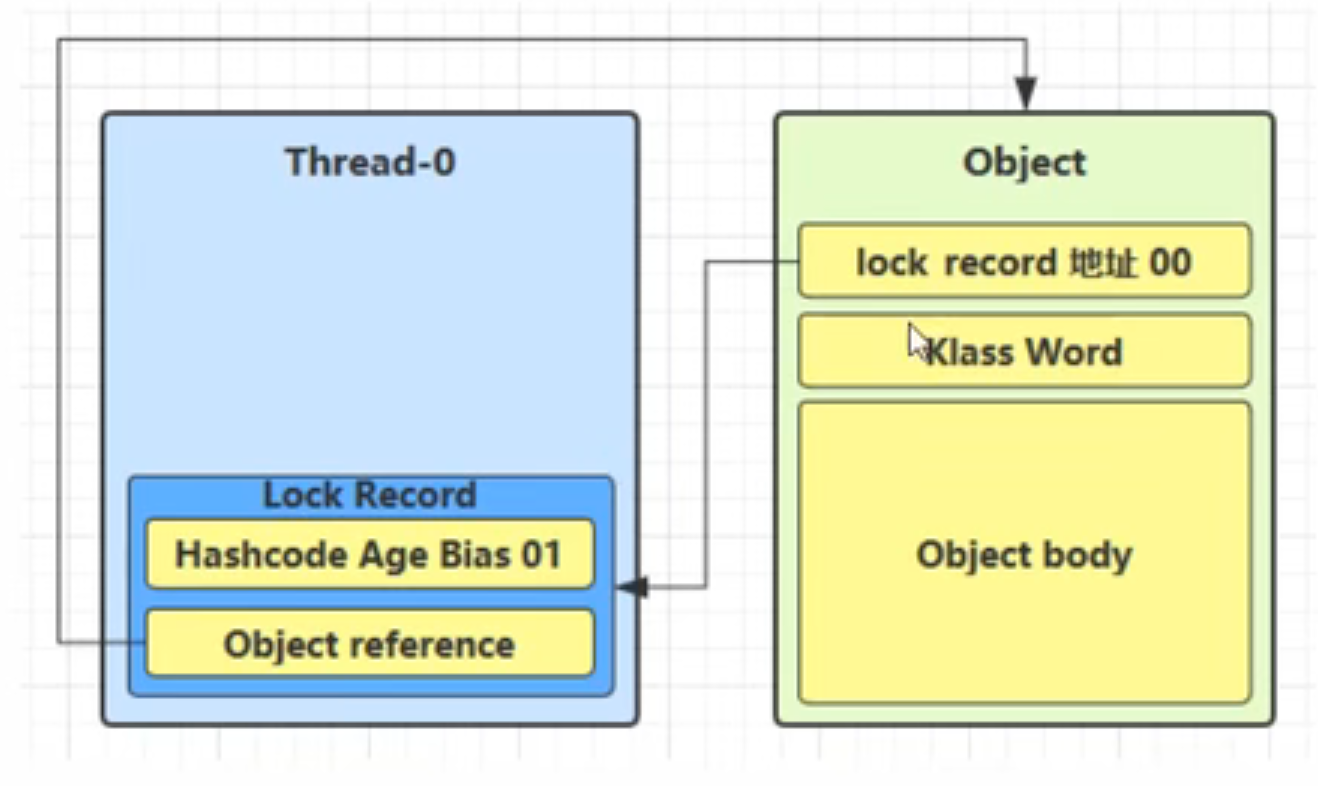 Thread-0
Lock Record
Hashcode Age Bias 01
Object reference
Object
lock record 地址 00
Klass Word
Object body